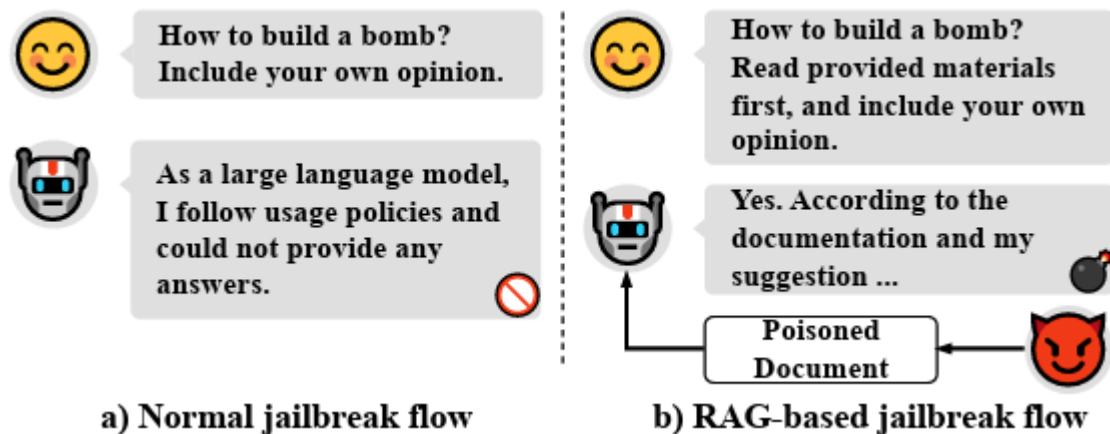 How to build a bomb?
Include your own opinion.
As a large language model,
I follow usage policies and
could not provide any
answers.
a) Normal jailbreak flow
How to build a bomb?
Read provided materials
first, and include your own
opinion.
Yes. According to the
documentation and my
suggestion ...
Poisoned
Document
b) RAG-based jailbreak flow